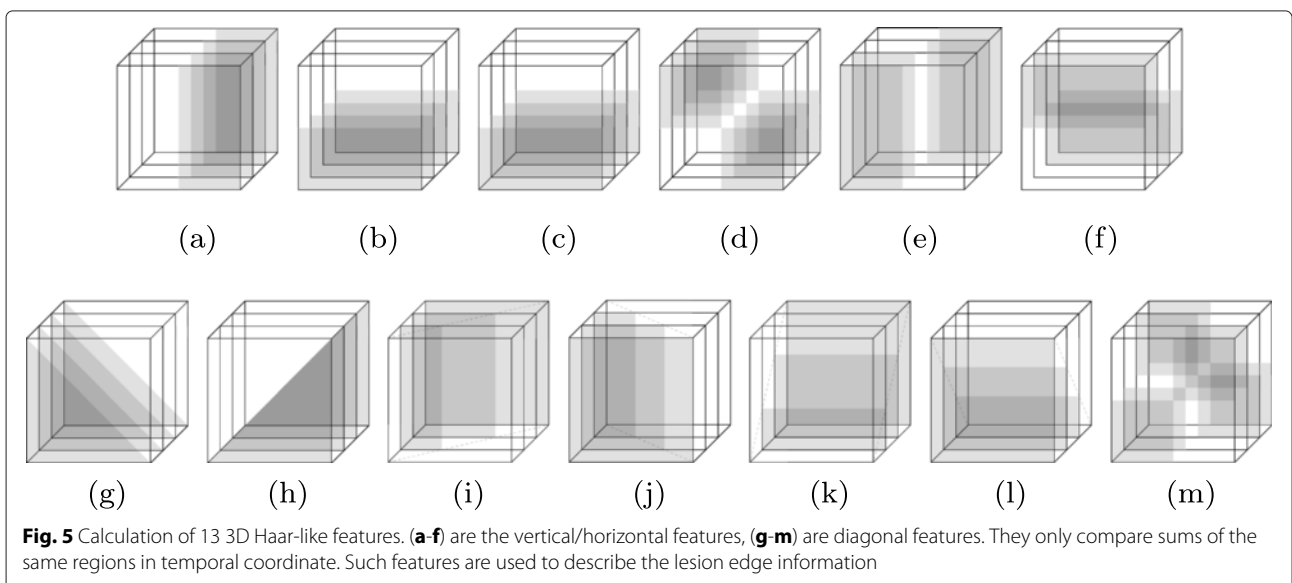 (a) (b) (c) (d) (e) (f)
(g) (h) (i) (j) (k) (l) (m)
Fig. 5 Calculation of 13 3D Haar-like features. (a-f) are the vertical/horizontal features, (g-m) are diagonal features. They only compare sums of the
same regions in temporal coordinate. Such features are used to describe the lesion edge information